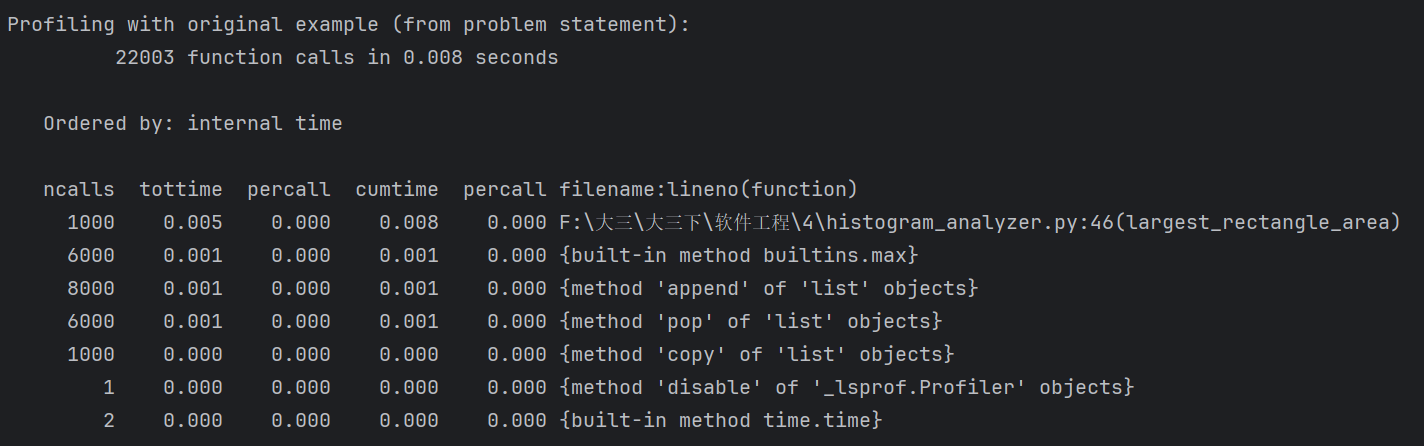 Profiling with original example (from problem statement):
22003 function calls in 0.008 seconds
Ordered by: internal time
ncalls  tottime  percall  cumtime  percall filename:lineno(function)
1000    0.005    0.000    0.008    0.000 F:\大三\大三下\软件工程\4\histogram_analyzer.py:46(largest_rectangle_area)
6000    0.001    0.000    0.001    0.000 {built-in method builtins.max}
8000    0.001    0.000    0.001    0.000 {method 'append' of 'list' objects}
6000    0.001    0.000    0.001    0.000 {method 'pop' of 'list' objects}
1000    0.000    0.000    0.000    0.000 {method 'copy' of 'list' objects}
1    0.000    0.000    0.000    0.000 {method 'disable' of '_lsprof.Profiler' objects}
2    0.000    0.000    0.000    0.000 {built-in method time.time}